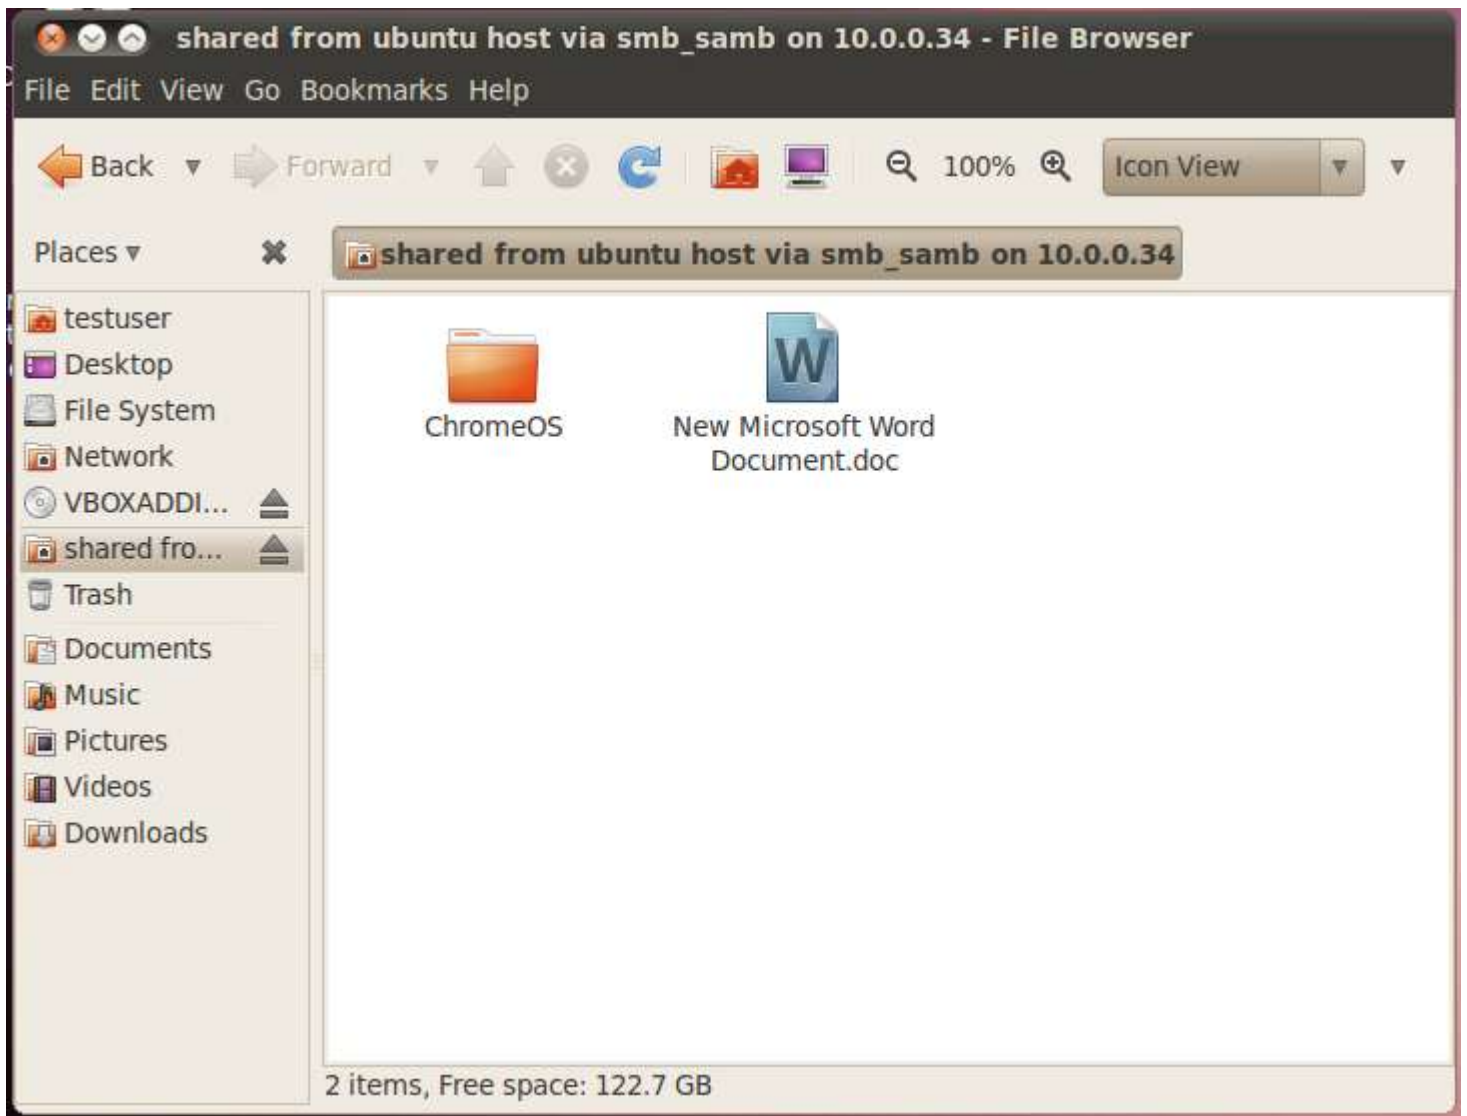 shared from ubuntu host via smb_samb on 10.0.0.34 - File Browser
File Edit View Go Bookmarks Help
Back Forward 100% Icon View
Places
shared from ubuntu host via smb_samb on 10.0.0.34
testuser
Desktop
File System
Network
VBOXADDI...
shared fro...
Trash
Documents
Music
Pictures
Videos
Downloads
ChromeOS
New Microsoft Word
Document.doc
2 items, Free space: 122.7 GB